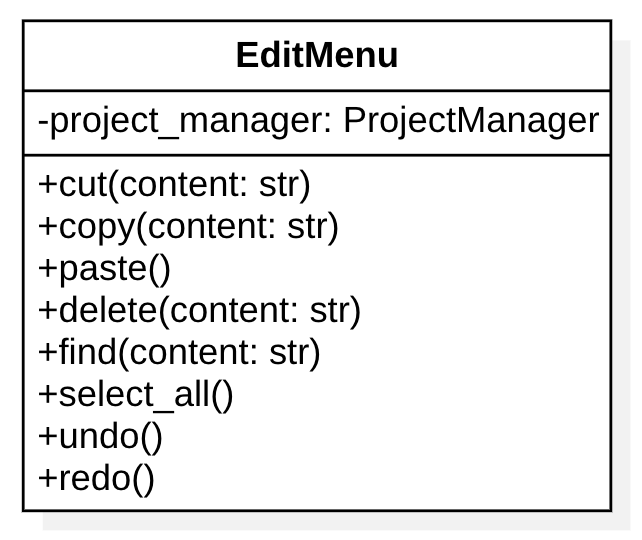 EditMenu
-project_manager: ProjectManager
+cut(content: str)
+copy(content: str)
+paste()
+delete(content: str)
+find(content: str)
+select_all()
+undo()
+redo()